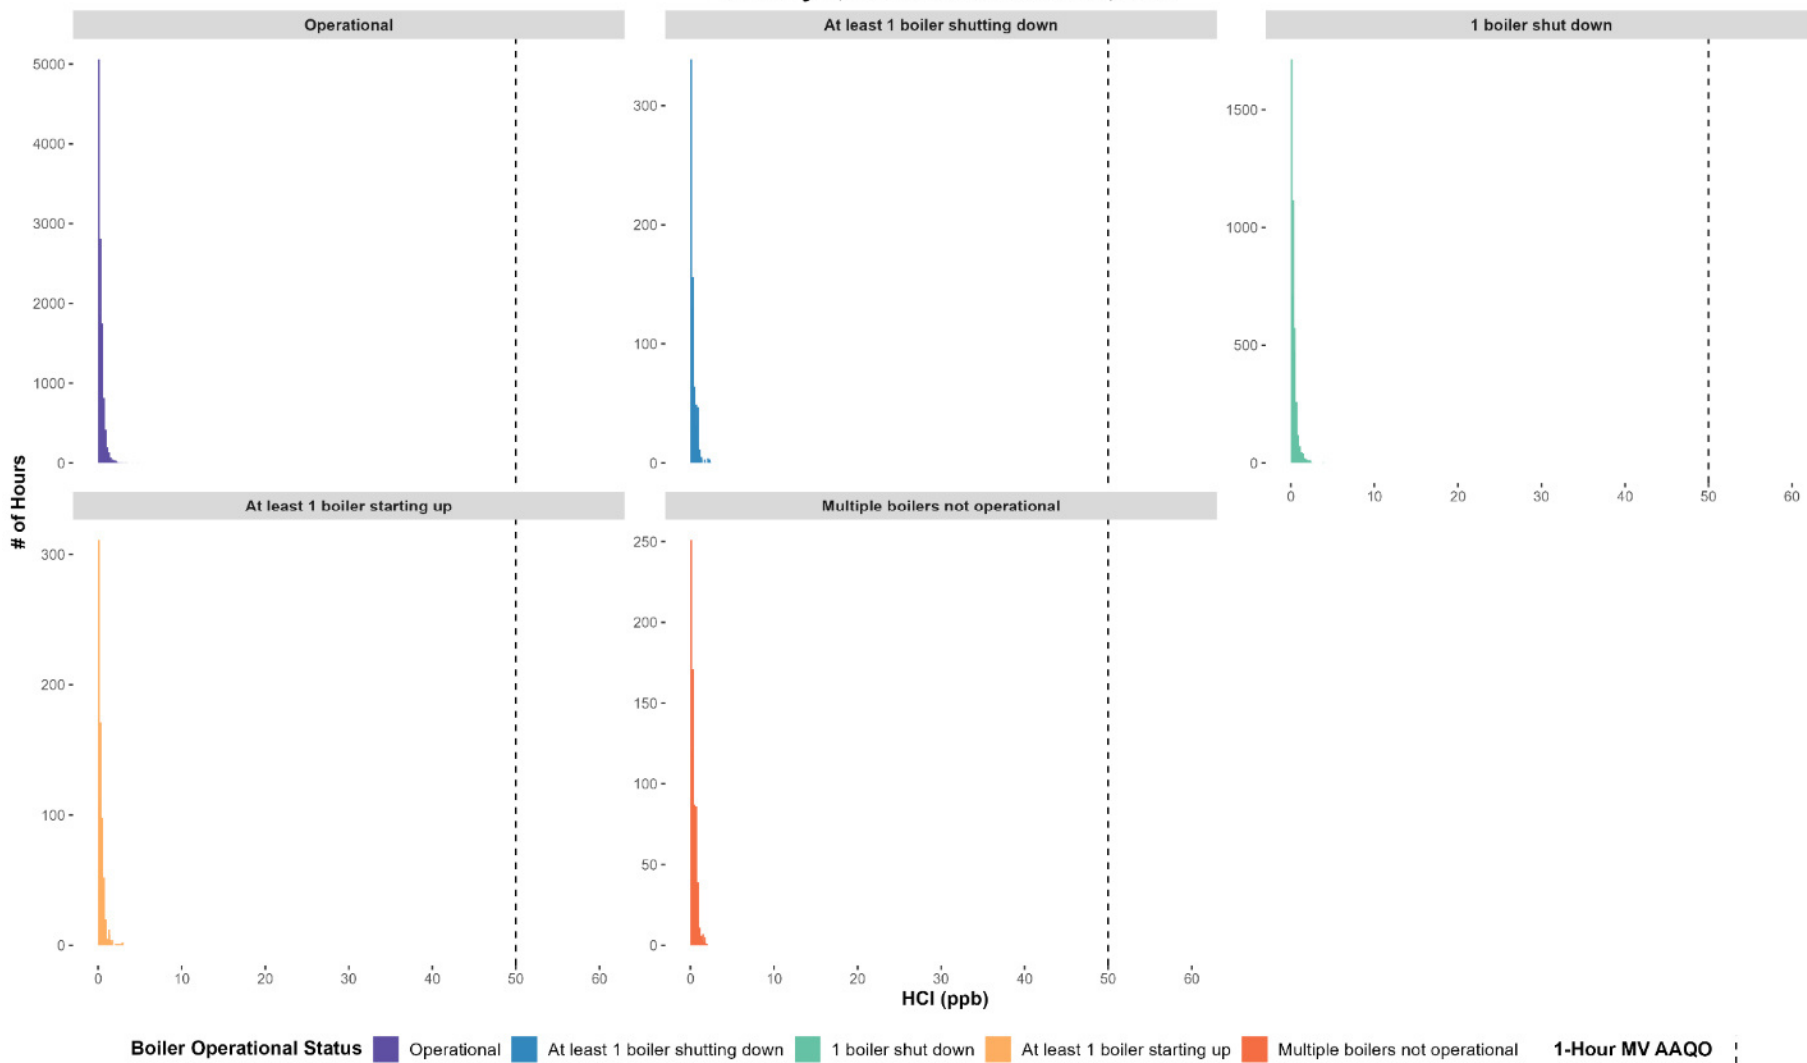 Operational
At least 1 boiler shutting down
1 boiler shut down
5000
4000
3000
2000
1000
0
300
200
100
0
1500
1000
500
0
0 10 20 30 40 50 60
# of Hours
At least 1 boiler starting up
Multiple boilers not operational
300
200
100
0
250
200
150
100
50
0
0 10 20 30 40 50 60
0 10 20 30 40 50 60
HCl (ppb)
Boiler Operational Status Operational At least 1 boiler shutting down 1 boiler shut down At least 1 boiler starting up Multiple boilers not operational 1-Hour MV AAQO